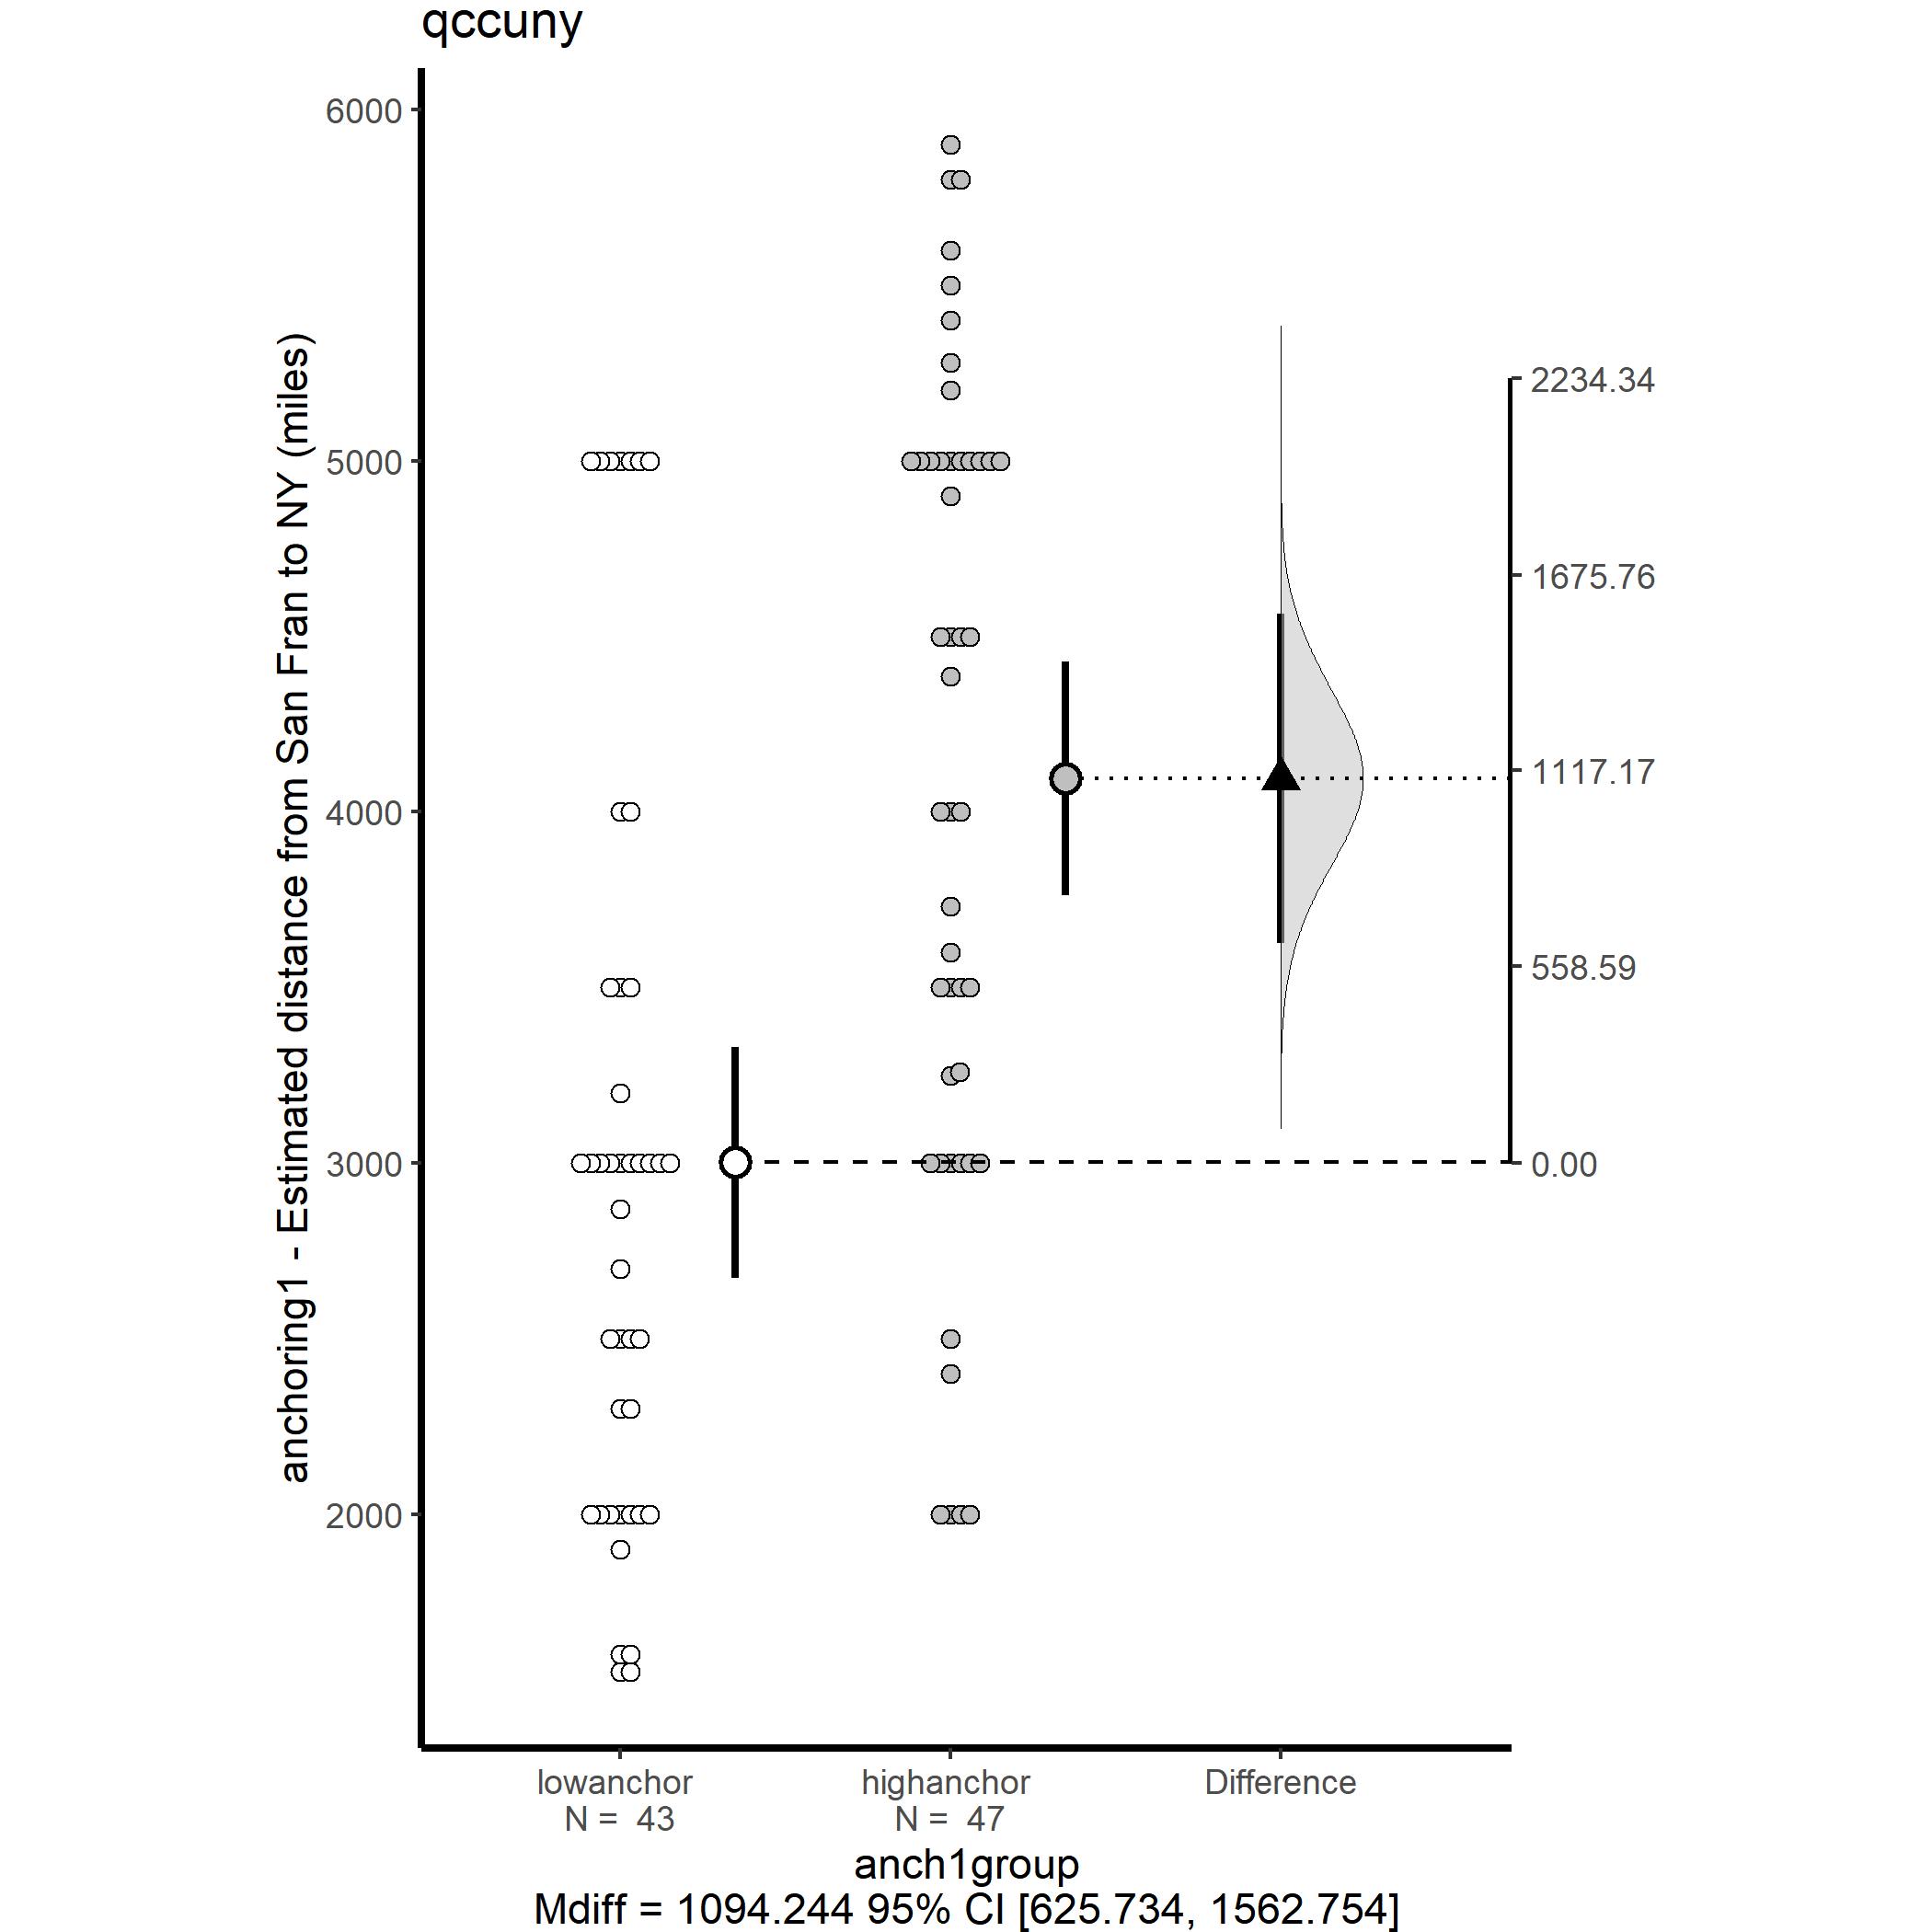 qccuny
anchoring1 - Estimated distance from San Fran to NY (miles)
6000
5000
4000
3000
2000
2234.34
1675.76
1117.17
558.59
0.00
lowanchor
N =  43
highanchor
N =  47
Difference
anch1group
Mdiff = 1094.244 95% CI [625.734, 1562.754]